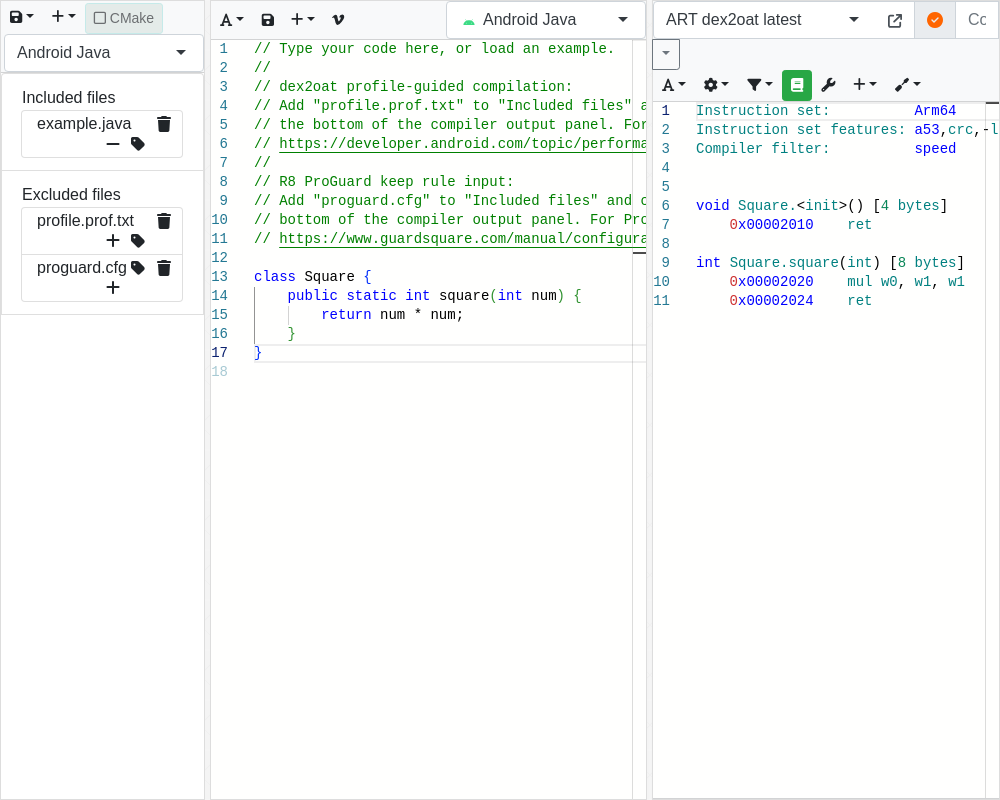 CMake
Android Java
Included files
example.java
Excluded files
profile.prof.txt
proguard.cfg
Android Java
1 // Type your code here, or load an example.
2 //
3 // dex2oat profile-guided compilation:
4 // Add "profile.prof.txt" to "Included files" a
5 // the bottom of the compiler output panel. For
6 // https://developer.android.com/topic/performa
7 //
8 // R8 ProGuard keep rule input:
9 // Add "proguard.cfg" to "Included files" and c
10 // bottom of the compiler output panel. For Pro
11 // https://www.guardsquare.com/manual/configura
12
13 class Square {
14     public static int square(int num) {
15         return num * num;
16     }
17 }
18
ART dex2oat latest
Co
1 Instruction set:          Arm64
2 Instruction set features: a53,crc,-l
3 Compiler filter:          speed
4
5
6 void Square.<init>() [4 bytes]
7     0x00002010    ret
8
9 int Square.square(int) [8 bytes]
10     0x00002020    mul w0, w1, w1
11     0x00002024    ret